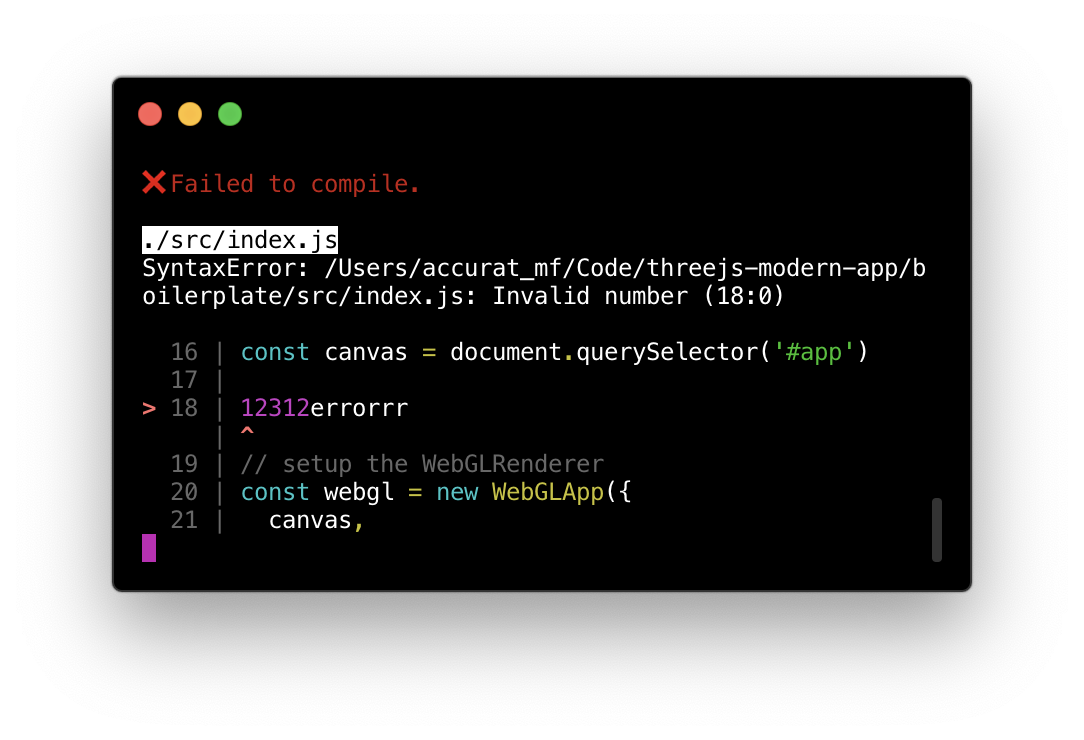 ❌Failed to compile.
./src/index.js
SyntaxError: /Users/accurat_mf/Code/threejs-modern-app/b
oilerplate/src/index.js: Invalid number (18:0)
  16 | const canvas = document.querySelector('#app')
  17 |
> 18 | 12312errorrr
     | ^
  19 | // setup the WebGLRenderer
  20 | const webgl = new WebGLApp({
  21 |   canvas,